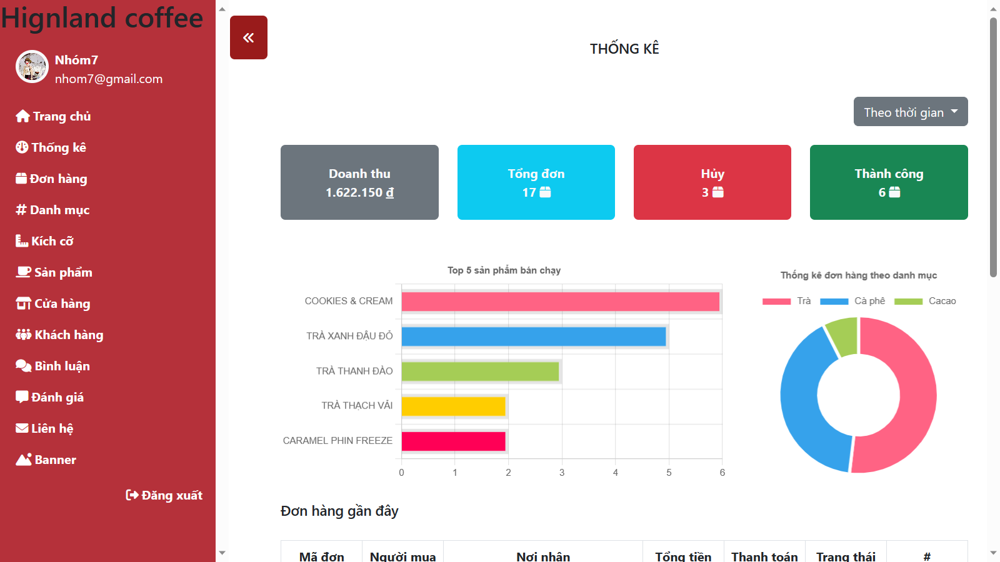 Hignland coffee
Nhóm7
nhom7@gmail.com
Trang chủ
Thống kê
Đơn hàng
Danh mục
Kích cỡ
Sản phẩm
Cửa hàng
Khách hàng
Bình luận
Đánh giá
Liên hệ
Banner
Đăng xuất
THỐNG KÊ
Theo thời gian
Doanh thu
1.622.150 ₫
Tổng đơn
17
Hủy
3
Thành công
6
Top 5 sản phẩm bán chạy
COOKIES & CREAM
TRÀ XANH ĐẬU ĐỎ
TRÀ THANH ĐÀO
TRÀ THẠCH VẢI
CARAMEL PHIN FREEZE
0 1 2 3 4 5 6
Thống kê đơn hàng theo danh mục
Trà Cà phê Cacao
Đơn hàng gần đây
Mã đơn Người mua Nơi nhận Tổng tiền Thanh toán Trạng thái #